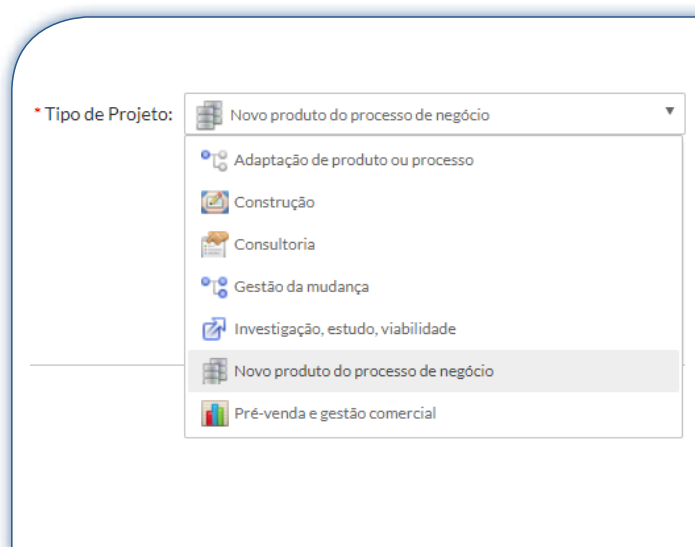 * Tipo de Projeto: Novo produto do processo de negócio
Adaptação de produto ou processo
Construção
Consultoria
Gestão da mudança
Investigação, estudo, viabilidade
Novo produto do processo de negócio
Pré-venda e gestão comercial